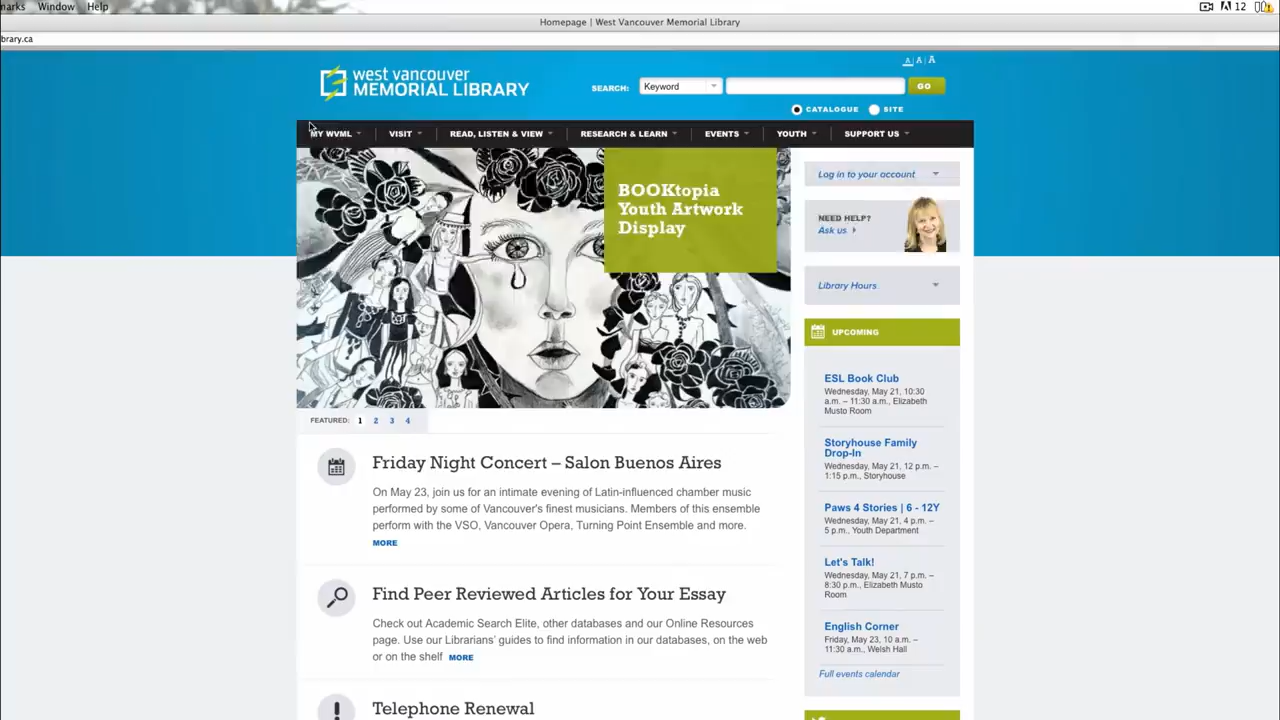 Window Help
12
Homepage | West Vancouver Memorial Library
brary.ca
A | A | A
west vancouver
MEMORIAL LIBRARY
SEARCH: Keyword GO
CATALOGUE SITE
MY WVML VISIT READ, LISTEN & VIEW RESEARCH & LEARN EVENTS YOUTH SUPPORT US
BOOKtopia
Youth Artwork
Display
FEATURED: 1 2 3 4
Friday Night Concert – Salon Buenos Aires
On May 23, join us for an intimate evening of Latin-influenced chamber music
performed by some of Vancouver's finest musicians. Members of this ensemble
perform with the VSO, Vancouver Opera, Turning Point Ensemble and more.
MORE
Find Peer Reviewed Articles for Your Essay
Check out Academic Search Elite, other databases and our Online Resources
page. Use our Librarians' guides to find information in our databases, on the web
or on the shelf MORE
Telephone Renewal
Log in to your account
NEED HELP?
Ask us
Library Hours
UPCOMING
ESL Book Club
Wednesday, May 21, 10:30
a.m. – 11:30 a.m., Elizabeth
Musto Room
Storyhouse Family
Drop-In
Wednesday, May 21, 12 p.m. –
1:15 p.m., Storyhouse
Paws 4 Stories | 6 - 12Y
Wednesday, May 21, 4 p.m. –
5 p.m., Youth Department
Let's Talk!
Wednesday, May 21, 7 p.m. –
8:30 p.m., Elizabeth Musto
Room
English Corner
Friday, May 23, 10 a.m. –
11:30 a.m., Welsh Hall
Full events calendar